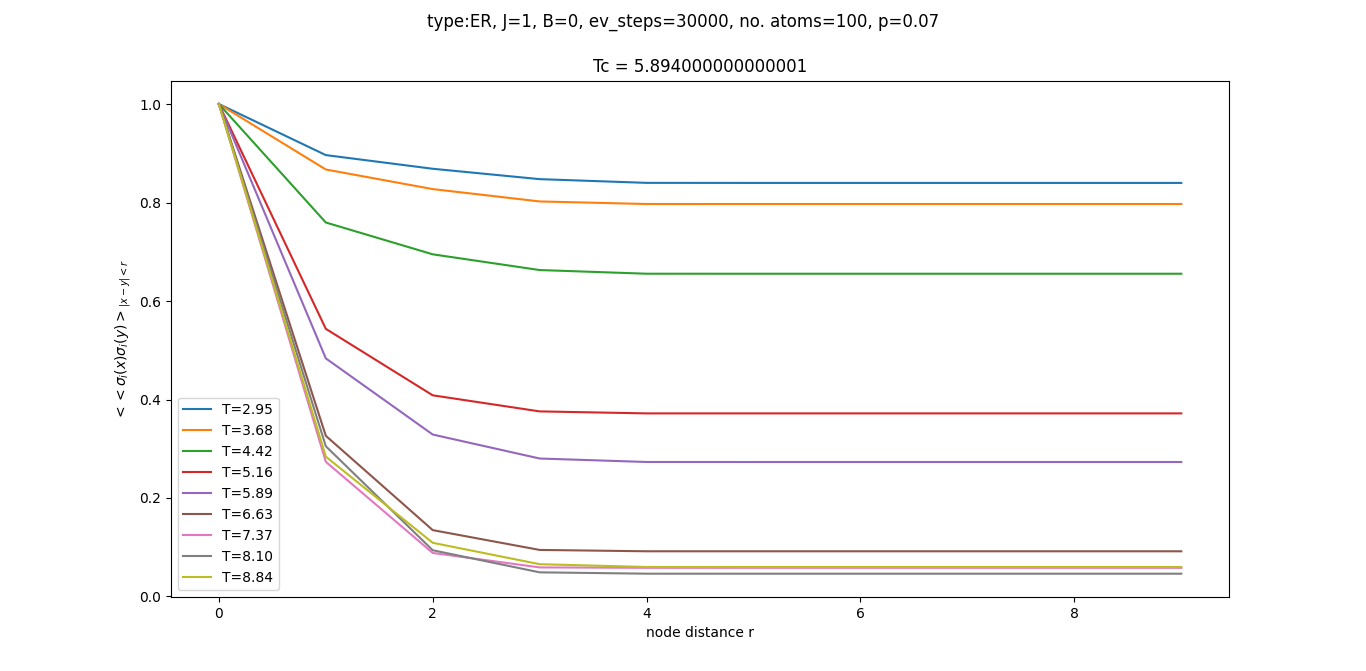 type:ER, J=1, B=0, ev_steps=30000, no. atoms=100, p=0.07
Tc = 5.894000000000001
< < σᵢ(x)σᵢ(y) > |x − y| < r
1.0
0.8
0.6
0.4
0.2
0.0
T=2.95
T=3.68
T=4.42
T=5.16
T=5.89
T=6.63
T=7.37
T=8.10
T=8.84
0 2 4 6 8
node distance r